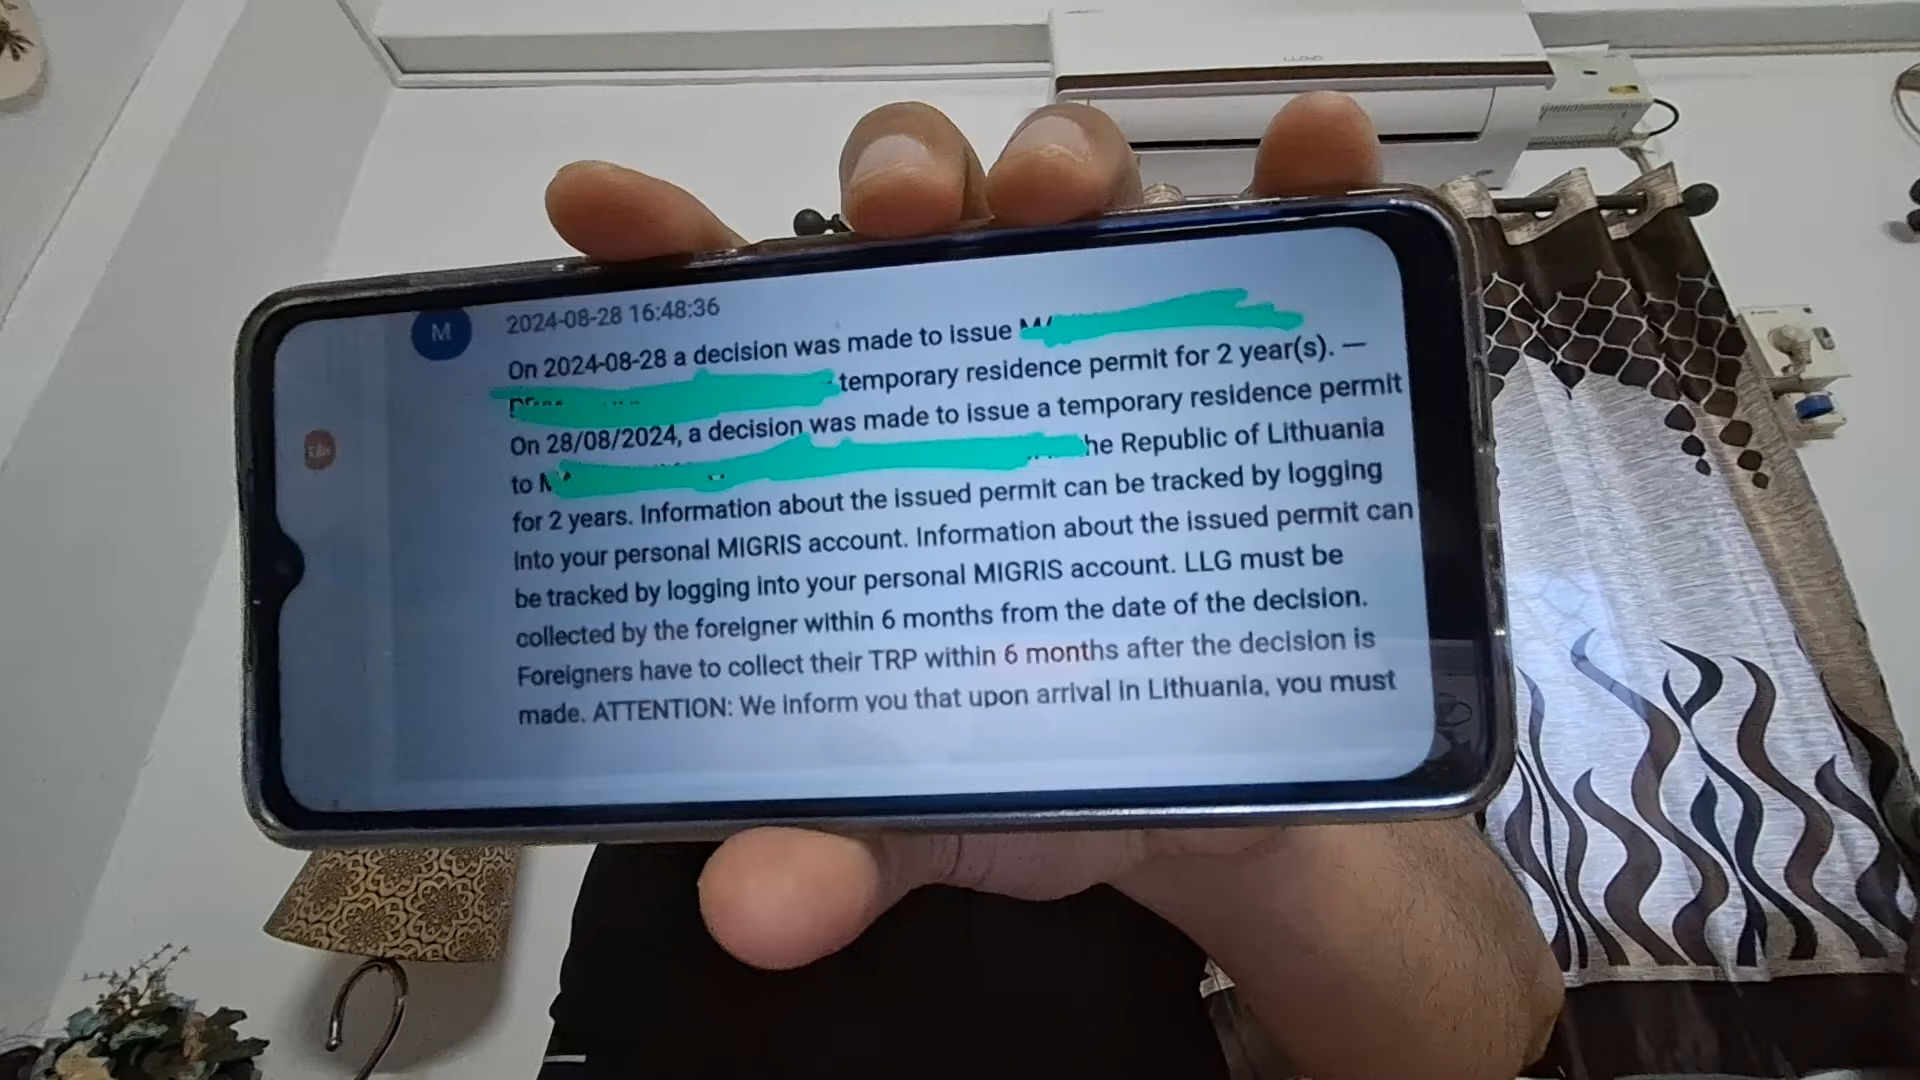 LLOYD
M
2024-08-28 16:48:36
On 2024-08-28 a decision was made to issue
temporary residence permit for 2 year(s). —
On 28/08/2024, a decision was made to issue a temporary residence permit
to he Republic of Lithuania
for 2 years. Information about the issued permit can be tracked by logging
into your personal MIGRIS account. Information about the issued permit can
be tracked by logging into your personal MIGRIS account. LLG must be
collected by the foreigner within 6 months from the date of the decision.
Foreigners have to collect their TRP within 6 months after the decision is
made. ATTENTION: We inform you that upon arrival in Lithuania, you must